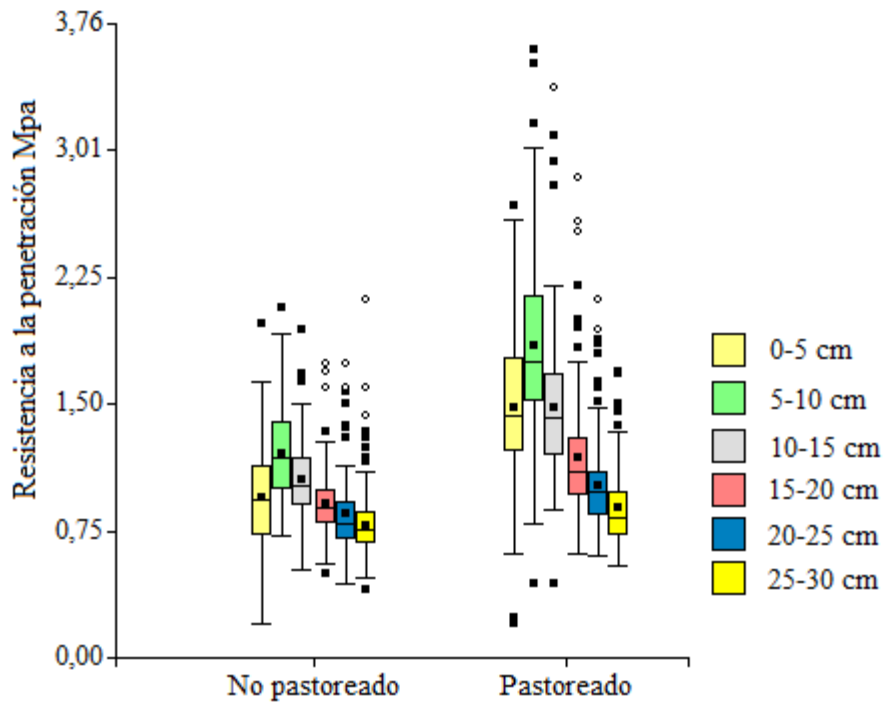 Resistencia a la penetración Mpa
3,76
3,01
2,25
1,50
0,75
0,00
No pastoreado
Pastoreado
0-5 cm
5-10 cm
10-15 cm
15-20 cm
20-25 cm
25-30 cm